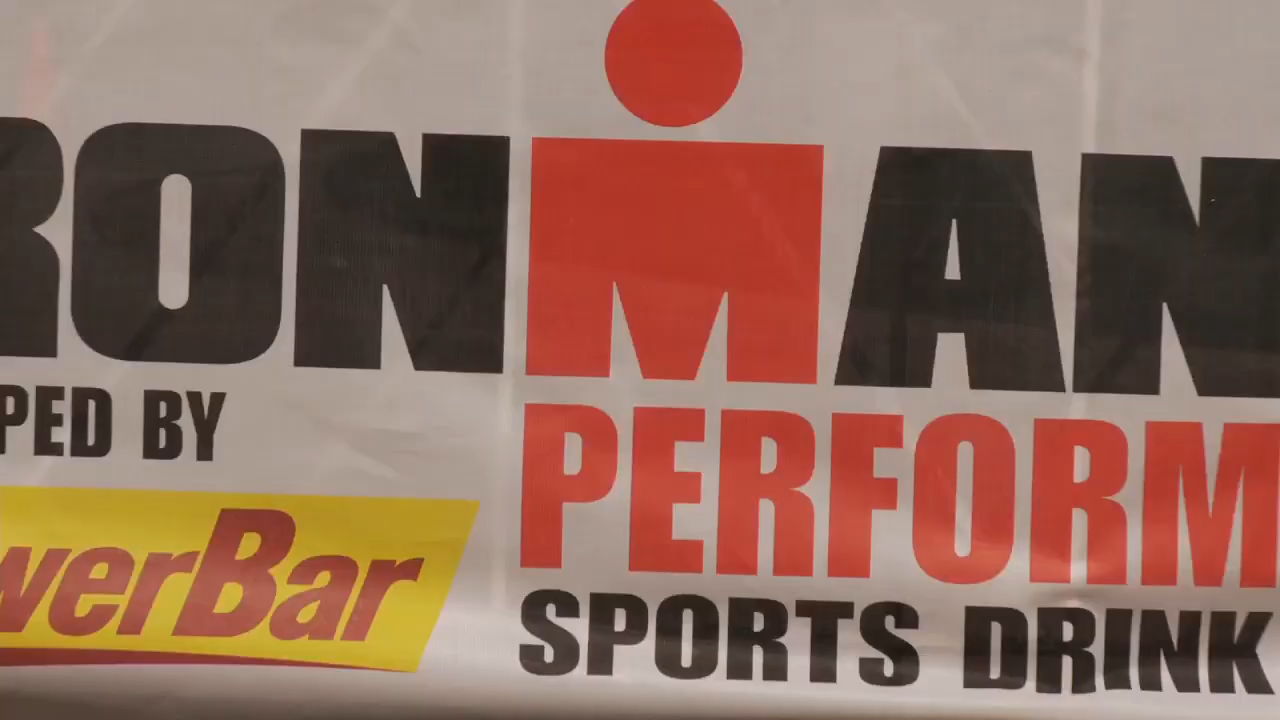 RONMAN
PED BY
PERFORM
werBar
SPORTS DRINK